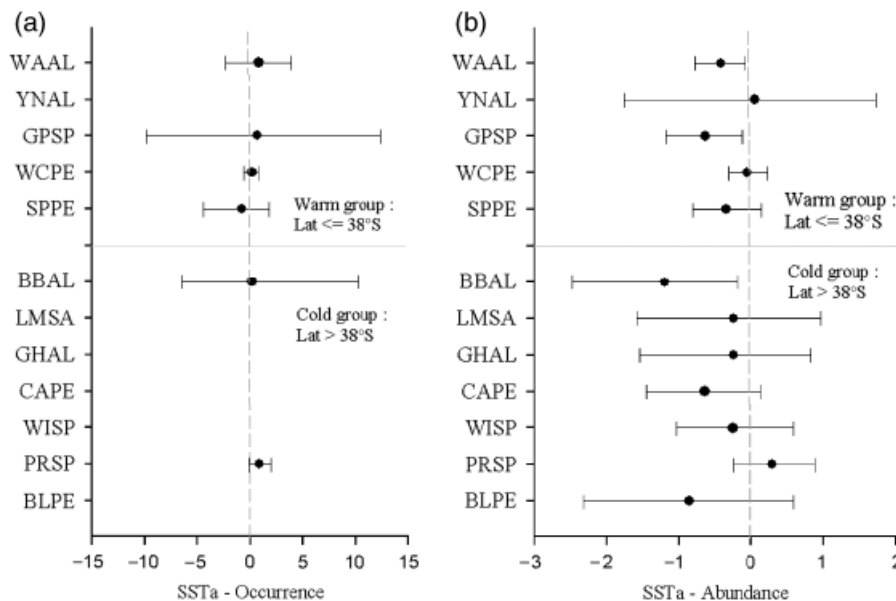 (a)
WAAL
YNAL
GPSP
WCPE
SPPE
Warm group :
Lat <= 38°S
BBAL
LMSA
Cold group :
Lat > 38°S
GHAL
CAPE
WISP
PRSP
BLPE
−15 −10 −5 0 5 10 15
SSTa - Occurrence
(b)
WAAL
YNAL
GPSP
WCPE
SPPE
Warm group :
Lat <= 38°S
BBAL
Cold group :
Lat > 38°S
LMSA
GHAL
CAPE
WISP
PRSP
BLPE
−3 −2 −1 0 1 2
SSTa - Abundance